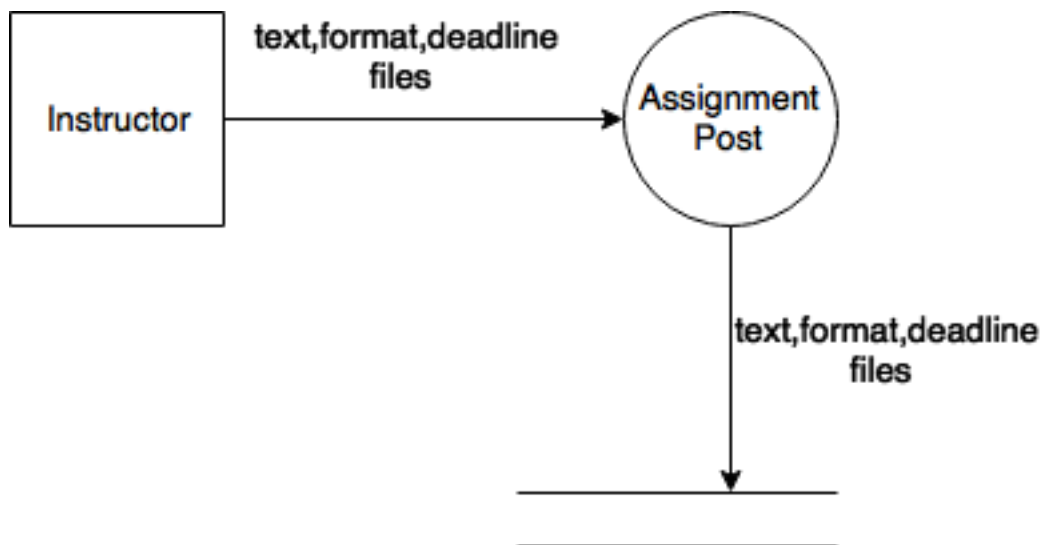 text,format,deadline
files
Instructor
Assignment
Post
text,format,deadline
files